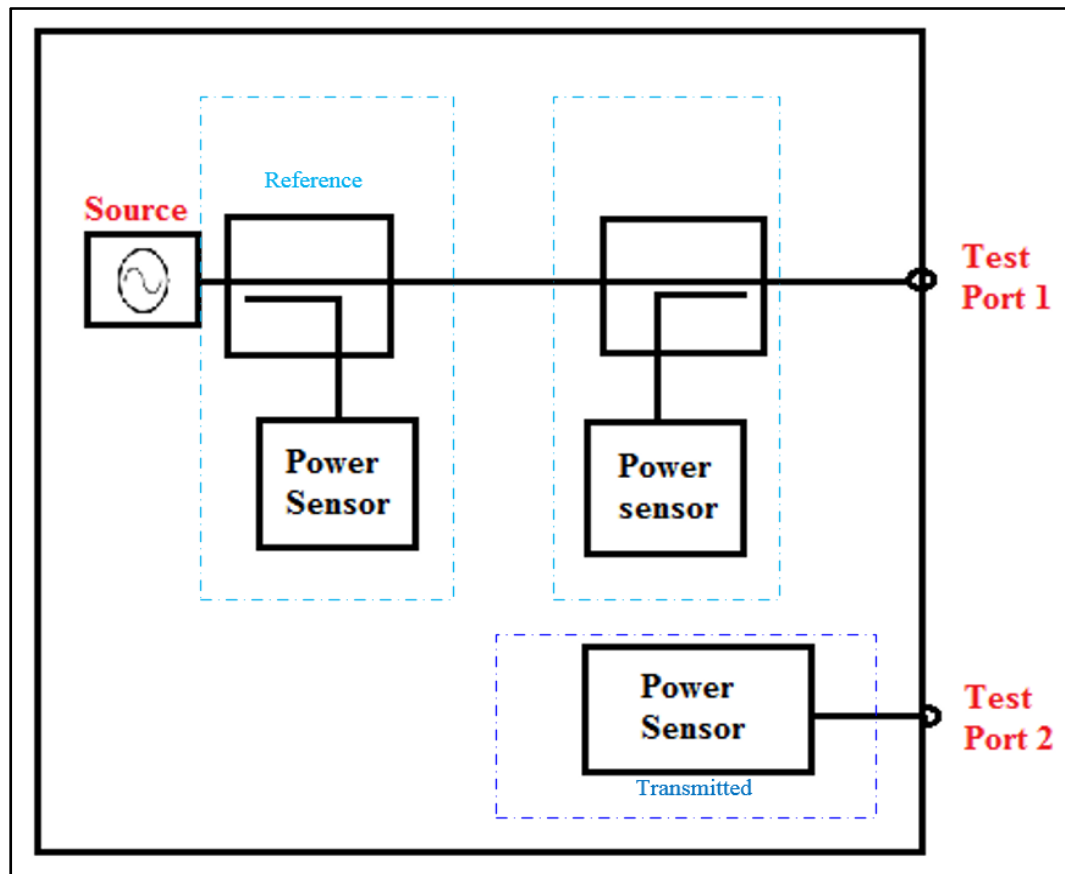 Reference
Source
Test
Port 1
Power
Sensor
Power
sensor
Power
Sensor
Transmitted
Test
Port 2